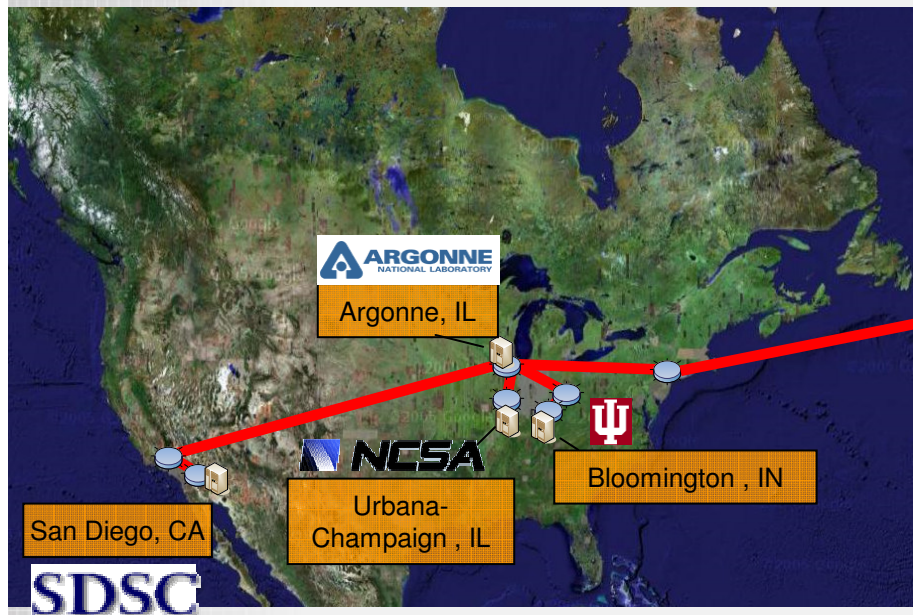 ARGONNE
NATIONAL LABORATORY
Argonne, IL
NCSA
Urbana-
Champaign , IL
Bloomington , IN
San Diego, CA
SDSC